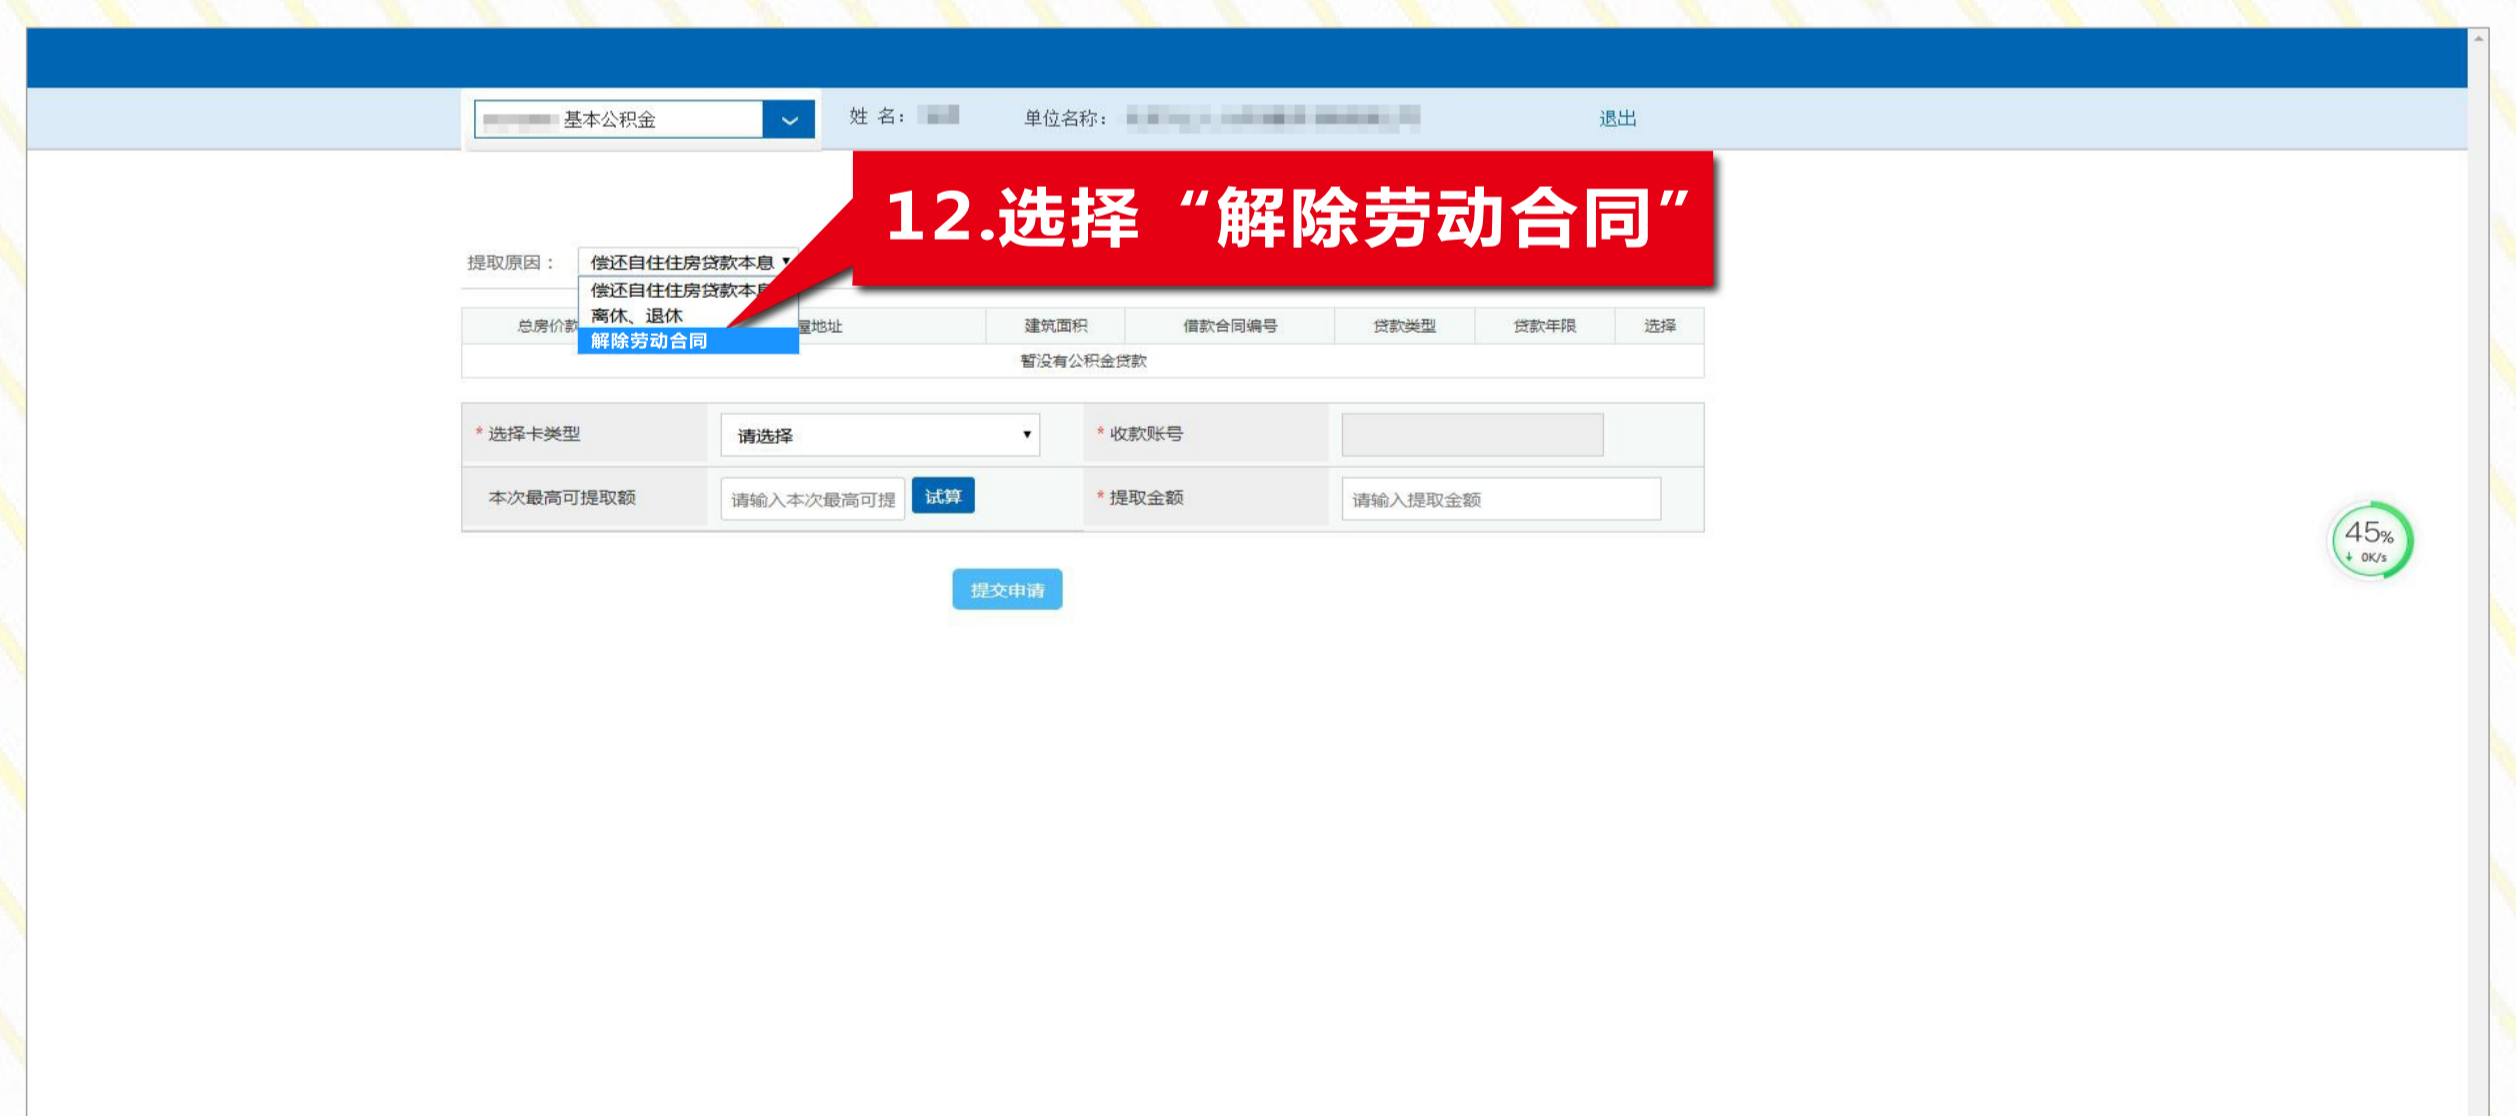 基本公积金
姓 名：
单位名称：
退出
12.选择“解除劳动合同”
提取原因：
偿还自住住房贷款本息
偿还自住住房贷款本
离休、退休
解除劳动合同
总房价款 屋地址 建筑面积 借款合同编号 贷款类型 贷款年限 选择
暂没有公积金贷款
* 选择卡类型 请选择 * 收款账号
本次最高可提取额 请输入本次最高可提 试算 * 提取金额 请输入提取金额
提交申请
45%
0K/s